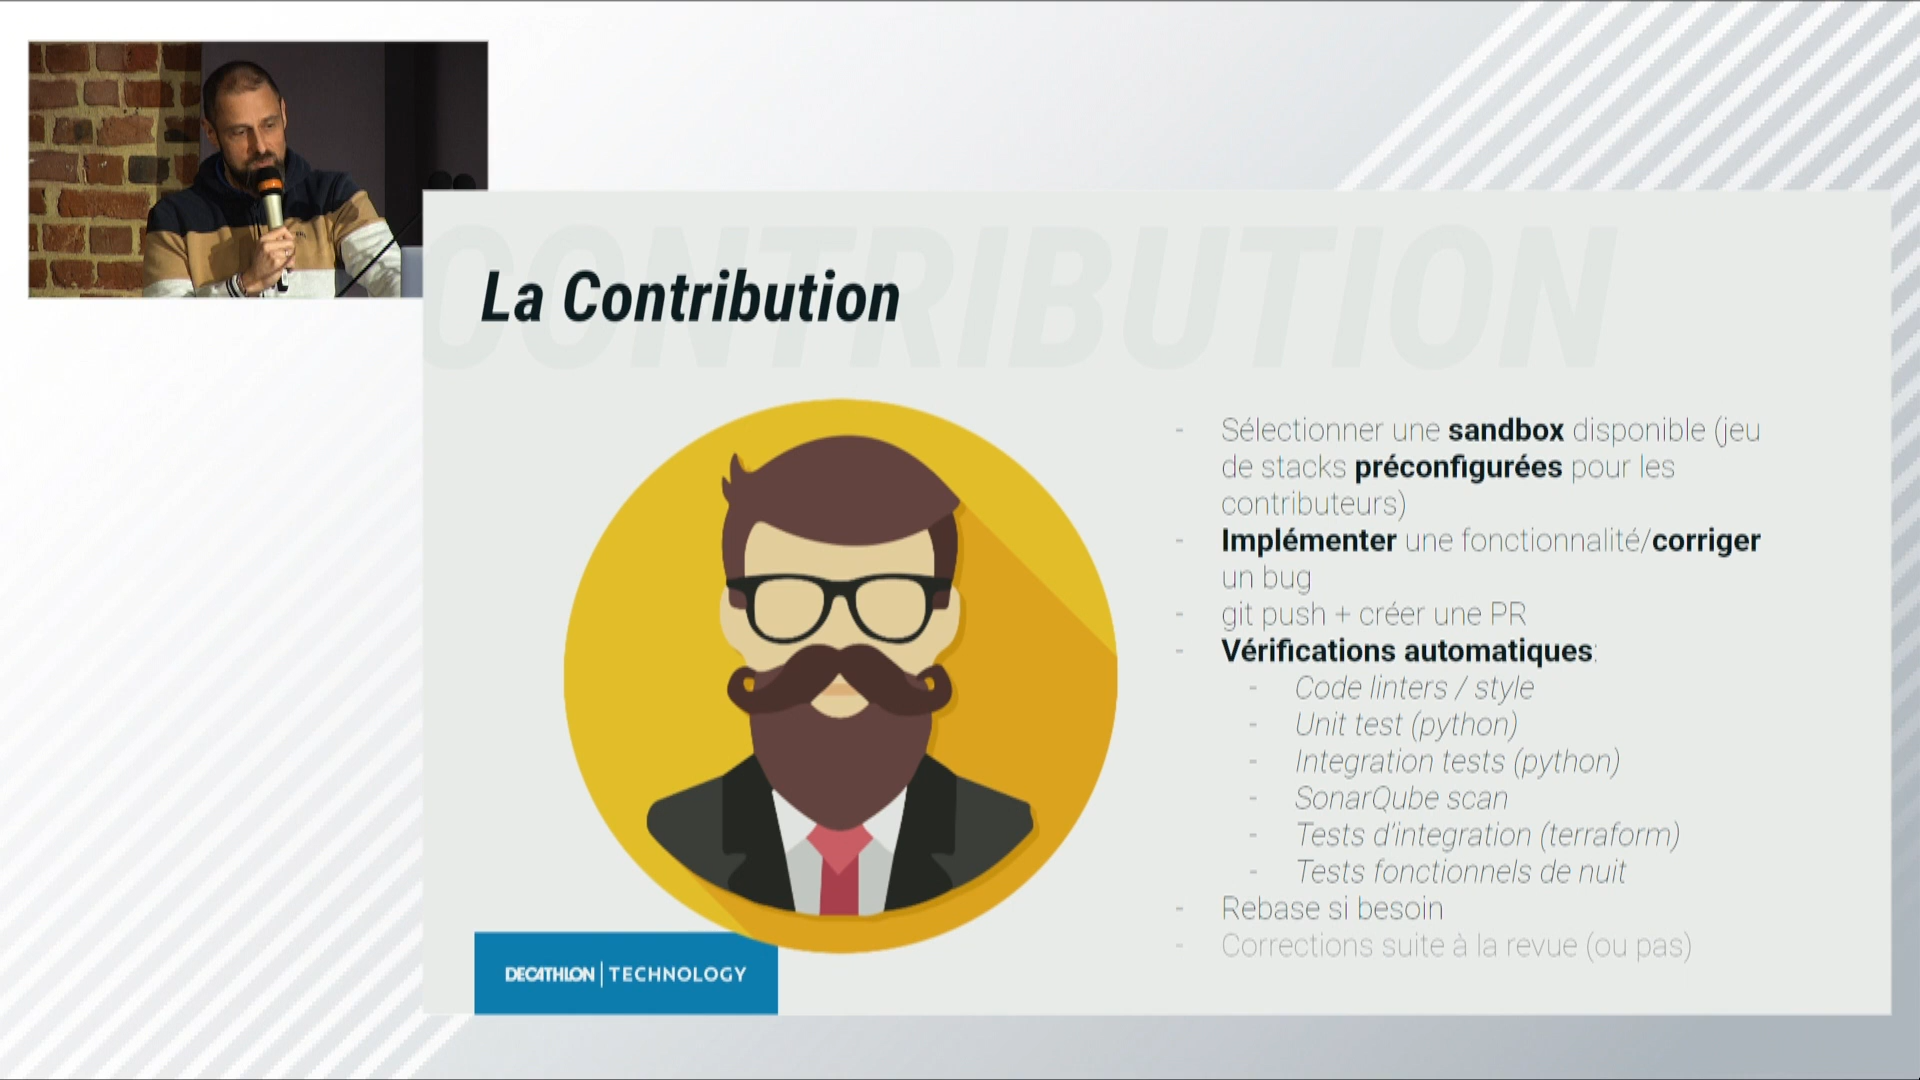 CONTRIBUTION
La Contribution
- Sélectionner une sandbox disponible (jeu
de stacks préconfigurées pour les
contributeurs)
- Implémenter une fonctionnalité/corriger
un bug
- git push + créer une PR
- Vérifications automatiques:
- Code linters / style
- Unit test (python)
- Integration tests (python)
- SonarQube scan
- Tests d'integration (terraform)
- Tests fonctionnels de nuit
- Rebase si besoin
- Corrections suite à la revue (ou pas)
DECATHLON | TECHNOLOGY